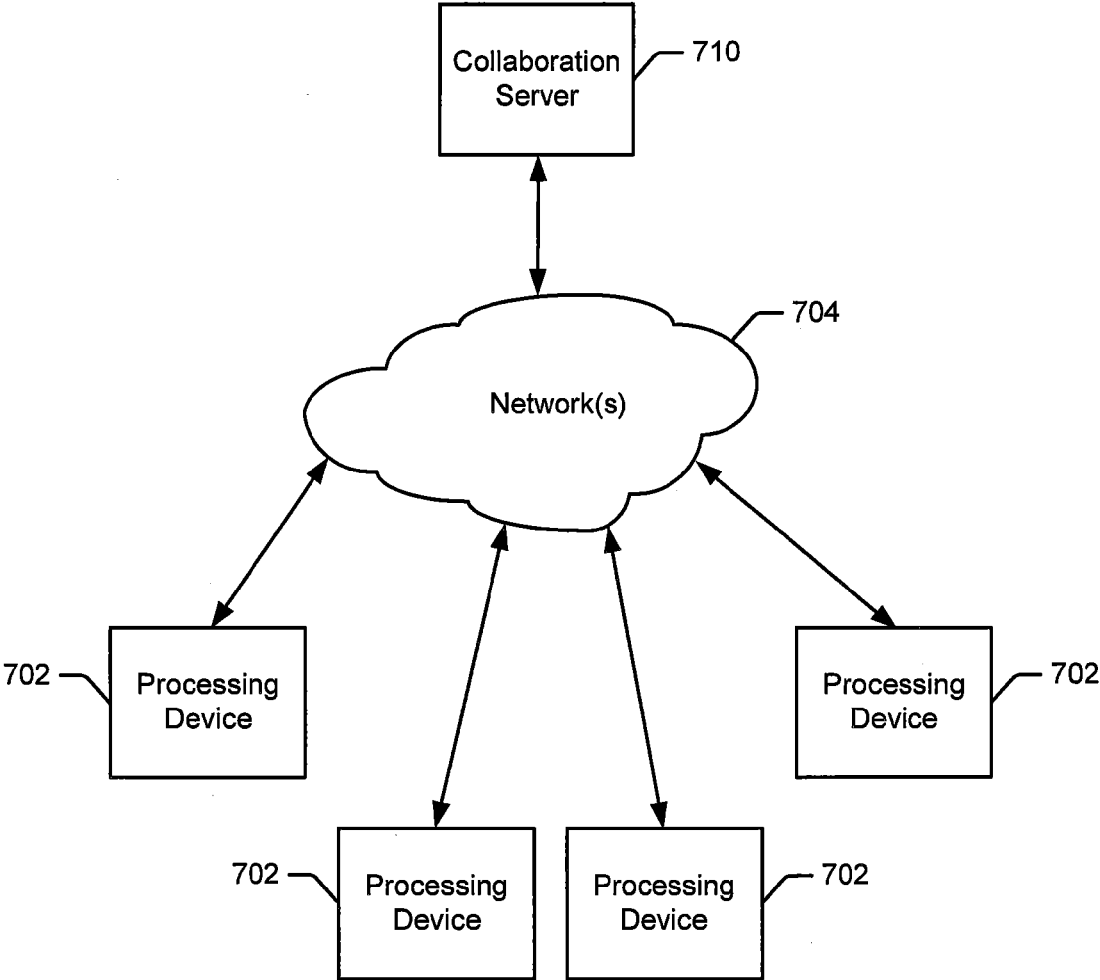 Collaboration
Server
710
704
Network(s)
702
Processing
Device
Processing
Device
702
702
Processing
Device
Processing
Device
702